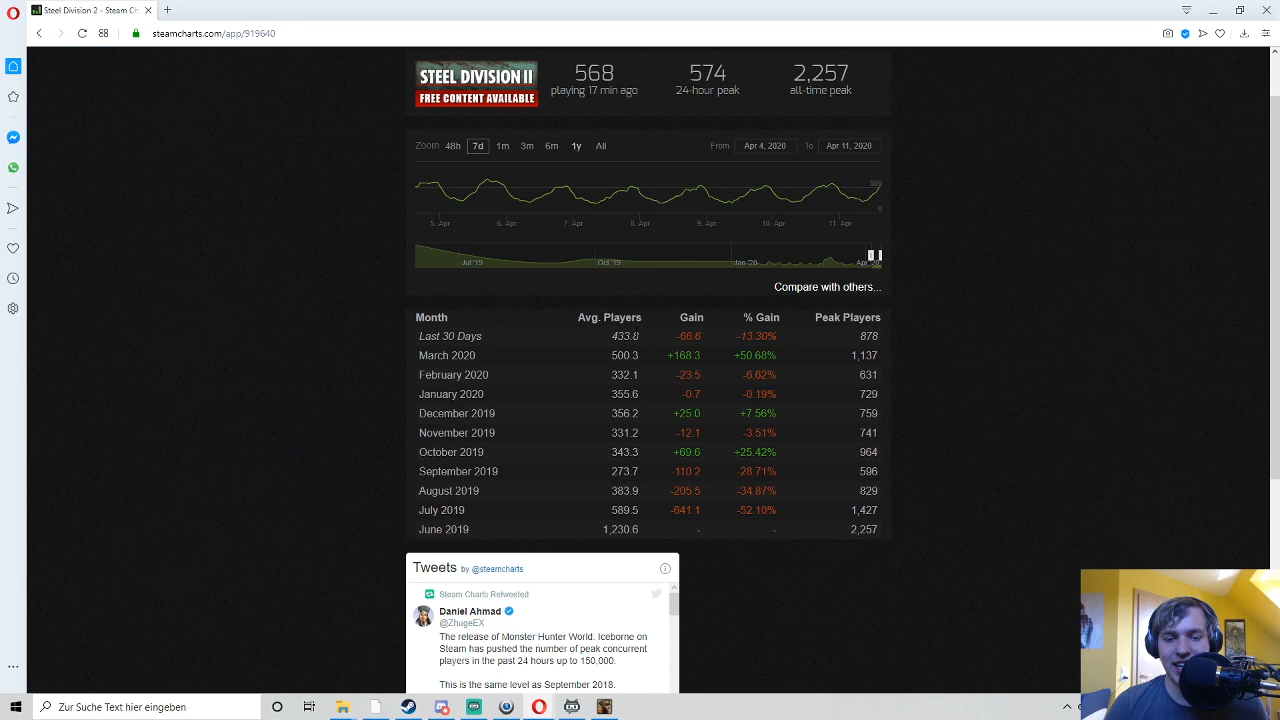 Steel Division 2 - Steam Ch
steamcharts.com/app/919640
STEEL DIVISION II
FREE CONTENT AVAILABLE
568
playing 17 min ago
574
24-hour peak
2,257
all-time peak
Zoom 48h 7d 1m 3m 6m 1y All
From Apr 4, 2020 To Apr 11, 2020
500
0
5. Apr 6. Apr 7. Apr 8. Apr 9. Apr 10. Apr 11. Apr
Jul '19 Oct '19 Jan '20
Compare with others...
Month Avg. Players Gain % Gain Peak Players
Last 30 Days 433.8 -66.6 -13.30% 878
March 2020 500.3 +168.3 +50.68% 1,137
February 2020 332.1 -23.5 -6.62% 631
January 2020 355.6 -0.7 -0.19% 729
December 2019 356.2 +25.0 +7.56% 759
November 2019 331.2 -12.1 -3.51% 741
October 2019 343.3 +69.6 +25.42% 964
September 2019 273.7 -110.2 -28.71% 596
August 2019 383.9 -205.5 -34.87% 829
July 2019 589.5 -641.1 -52.10% 1,427
June 2019 1,230.6 - - 2,257
Tweets by @steamcharts
Steam Charts Retweeted
Daniel Ahmad
@ZhugeEX
The release of Monster Hunter World: Iceborne on
Steam has pushed the number of peak concurrent
players in the past 24 hours up to 150.000.
This is the same level as September 2018.
Zur Suche Text hier eingeben